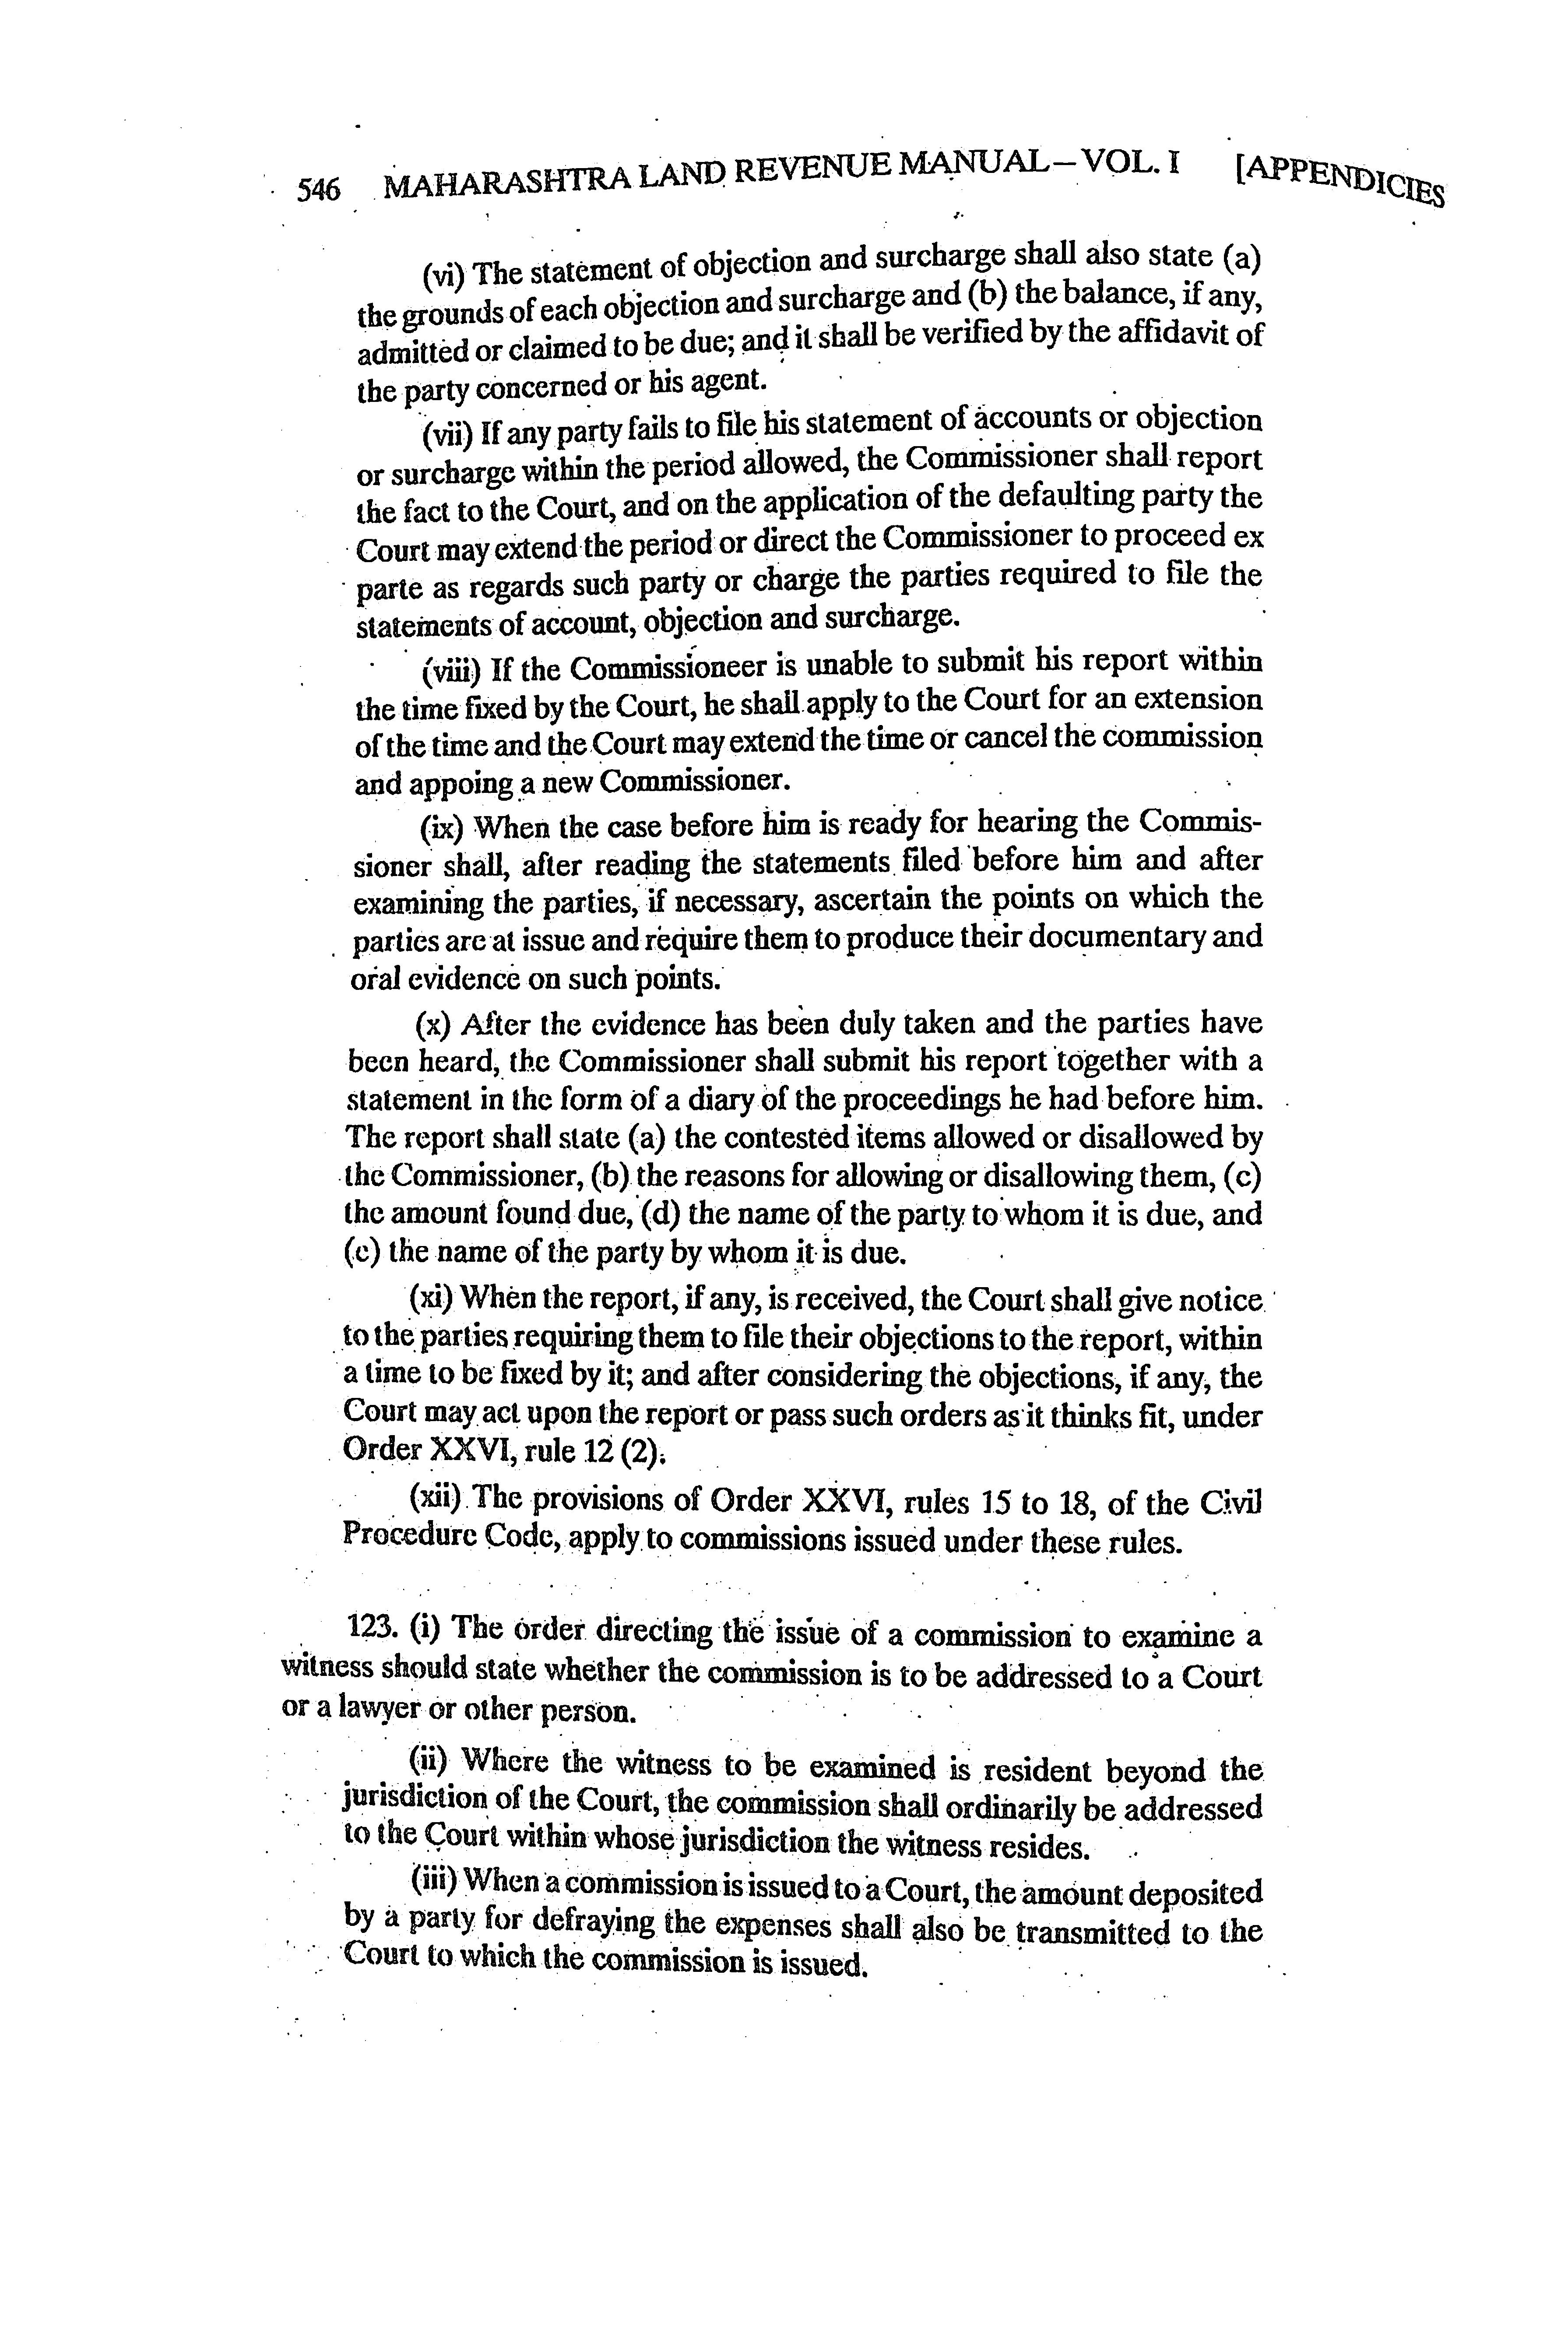 546 MAHARASHTRA LAND REVENUE MANUAL–VOL. I [APPENDICIES
(vi) The statement of objection and surcharge shall also state (a)
the grounds of each objection and surcharge and (b) the balance, if any,
admitted or claimed to be due; and it shall be verified by the affidavit of
the party concerned or his agent.
(vii) If any party fails to file his statement of accounts or objection
or surcharge within the period allowed, the Commissioner shall report
the fact to the Court, and on the application of the defaulting party the
Court may extend the period or direct the Commissioner to proceed ex
parte as regards such party or charge the parties required to file the
statements of account, objection and surcharge.
(viii) If the Commissioneer is unable to submit his report within
the time fixed by the Court, he shall apply to the Court for an extension
of the time and the Court may extend the time or cancel the commission
and appoing a new Commissioner.
(ix) When the case before him is ready for hearing the Commis-
sioner shall, after reading the statements filed before him and after
examining the parties, if necessary, ascertain the points on which the
parties are at issue and require them to produce their documentary and
oral evidence on such points.
(x) After the evidence has been duly taken and the parties have
been heard, the Commissioner shall submit his report together with a
statement in the form of a diary of the proceedings he had before him.
The report shall state (a) the contested items allowed or disallowed by
the Commissioner, (b) the reasons for allowing or disallowing them, (c)
the amount found due, (d) the name of the party to whom it is due, and
(e) the name of the party by whom it is due.
(xi) When the report, if any, is received, the Court shall give notice
to the parties requiring them to file their objections to the report, within
a time to be fixed by it; and after considering the objections, if any, the
Court may act upon the report or pass such orders as it thinks fit, under
Order XXVI, rule 12 (2).
(xii) The provisions of Order XXVI, rules 15 to 18, of the Civil
Procedure Code, apply to commissions issued under these rules.
123. (i) The order directing the issue of a commission to examine a
witness should state whether the commission is to be addressed to a Court
or a lawyer or other person.
(ii) Where the witness to be examined is resident beyond the
jurisdiction of the Court, the commission shall ordinarily be addressed
to the Court within whose jurisdiction the witness resides.
(iii) When a commission is issued to a Court, the amount deposited
by a party for defraying the expenses shall also be transmitted to the
Court to which the commission is issued.